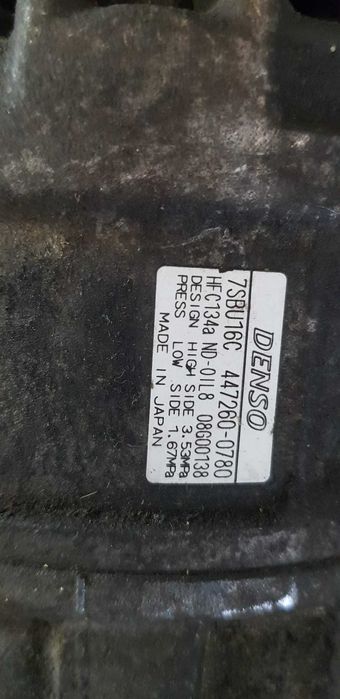 DENSO
7SBU16C 447260-0780
HFC134a ND-OIL8 08G00138
DESIGN HIGH SIDE 3.53MPa
PRESS LOW SIDE 1.67MPa
MADE IN JAPAN